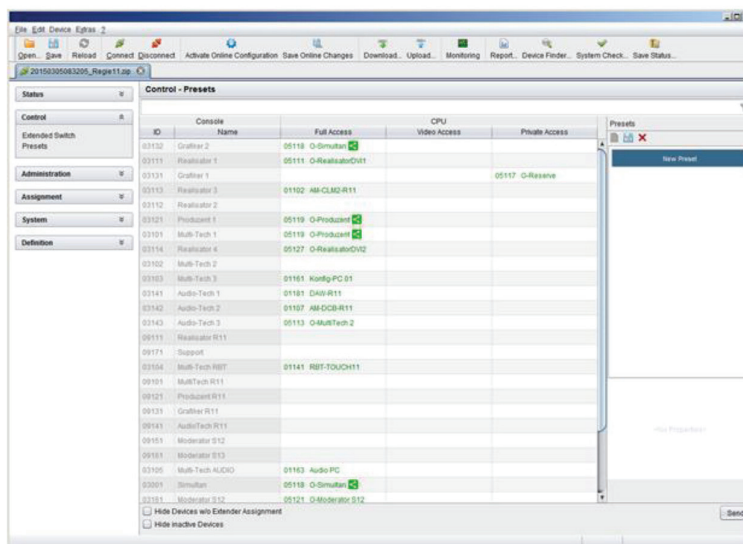 File Edit Device Extras ?
Open... Save Reload Connect Disconnect Activate Online Configuration Save Online Changes Download... Upload... Monitoring Report... Device Finder... System Check... Save Status...
20150305083205_Regie11.zip
Status
Control
Extended Switch
Presets
Administration
Assignment
System
Definition
Control - Presets
Console CPU
ID Name Full Access Video Access Private Access
03132 Grafiker 2 05118 O-Simultan
03111 Realisator 1 05111 O-RealisatorDVI1
03131 Grafiker 1 05117 O-Reserve
03113 Realisator 3 01102 AM-CLM2-R11
03112 Realisator 2
03121 Produzent 1 05119 O-Produzent
03101 Multi-Tech 1 05119 O-Produzent
03114 Realisator 4 05127 O-RealisatorDVI2
03102 Multi-Tech 2
03103 Multi-Tech 3 01161 Konfig-PC 01
03141 Audio-Tech 1 01181 DAW-R11
03142 Audio-Tech 2 01107 AM-DCB-R11
03143 Audio-Tech 3 05113 O-MultiTech 2
09111 Realisator R11
09171 Support
03104 Multi-Tech RBT 01141 RBT-TOUCH11
09101 MultiTech R11
09121 Produzent R11
09131 Grafiker R11
09141 AudioTech R11
09151 Moderator S12
Moderator S13
03105 Multi-Tech AUDIO 01163 Audio PC
03001 Simultan 05118 O-Simultan
03161 Moderator S12 05121 O-Moderator S12
Hide Devices w/o Extender Assignment
Hide inactive Devices
Presets
New Preset
<No Properties>
Send